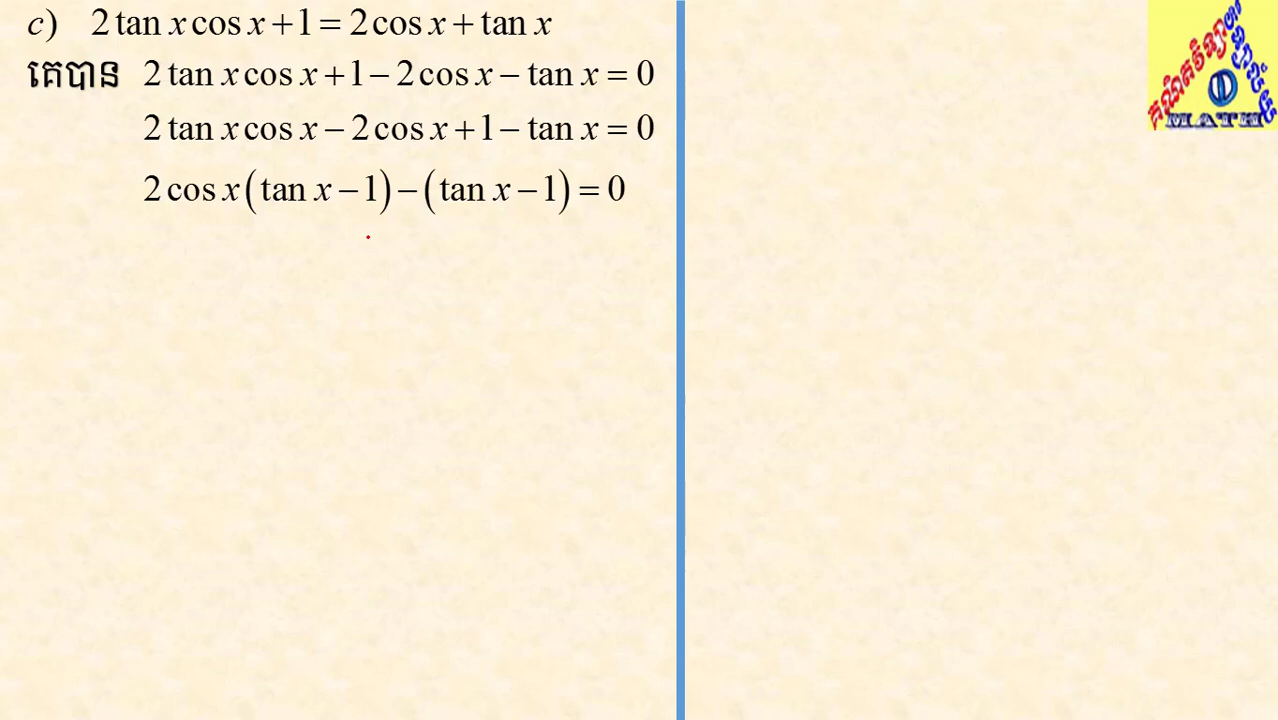 c) 2 tan x cos x + 1 = 2 cos x + tan x
គេបាន 2 tan x cos x + 1 − 2 cos x − tan x = 0
2 tan x cos x − 2 cos x + 1 − tan x = 0
2 cos x (tan x − 1) − (tan x − 1) = 0
MATH